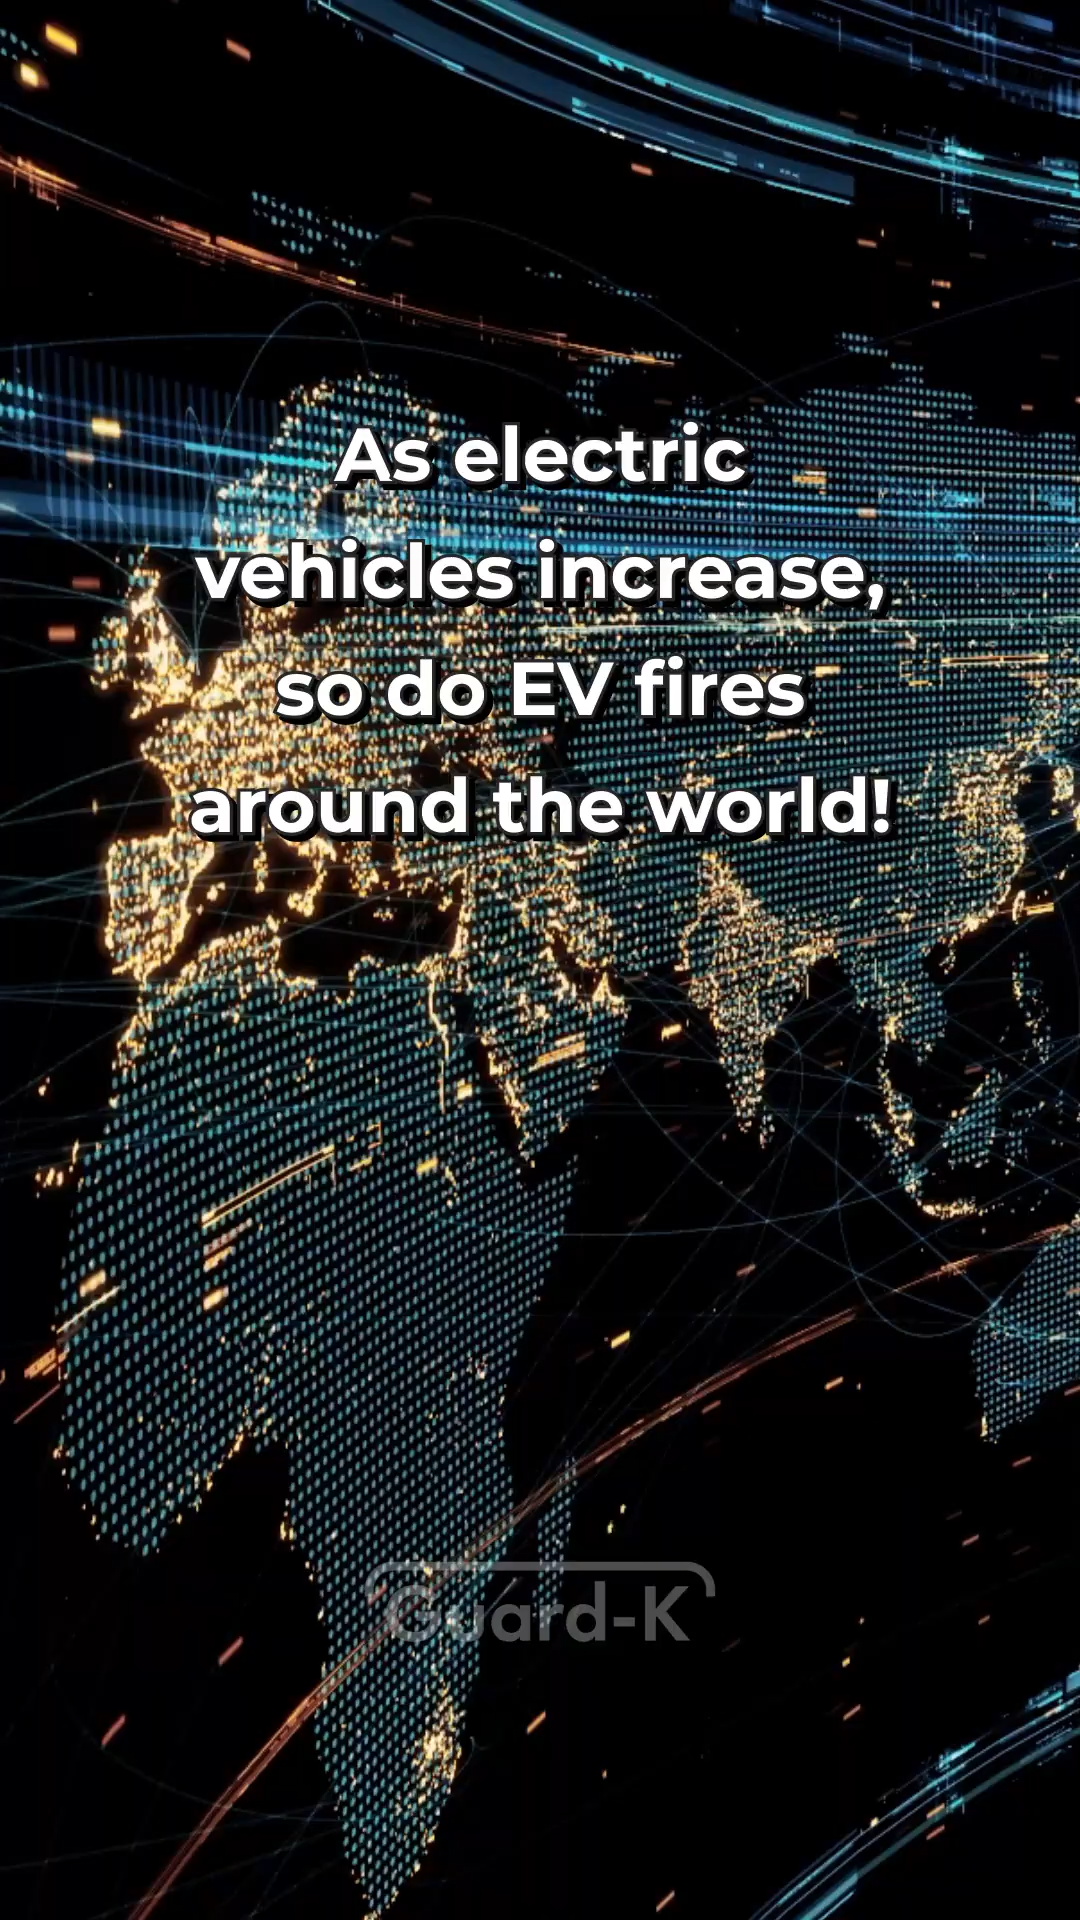 As electric
vehicles increase,
so do EV fires
around the world!
Guard-K